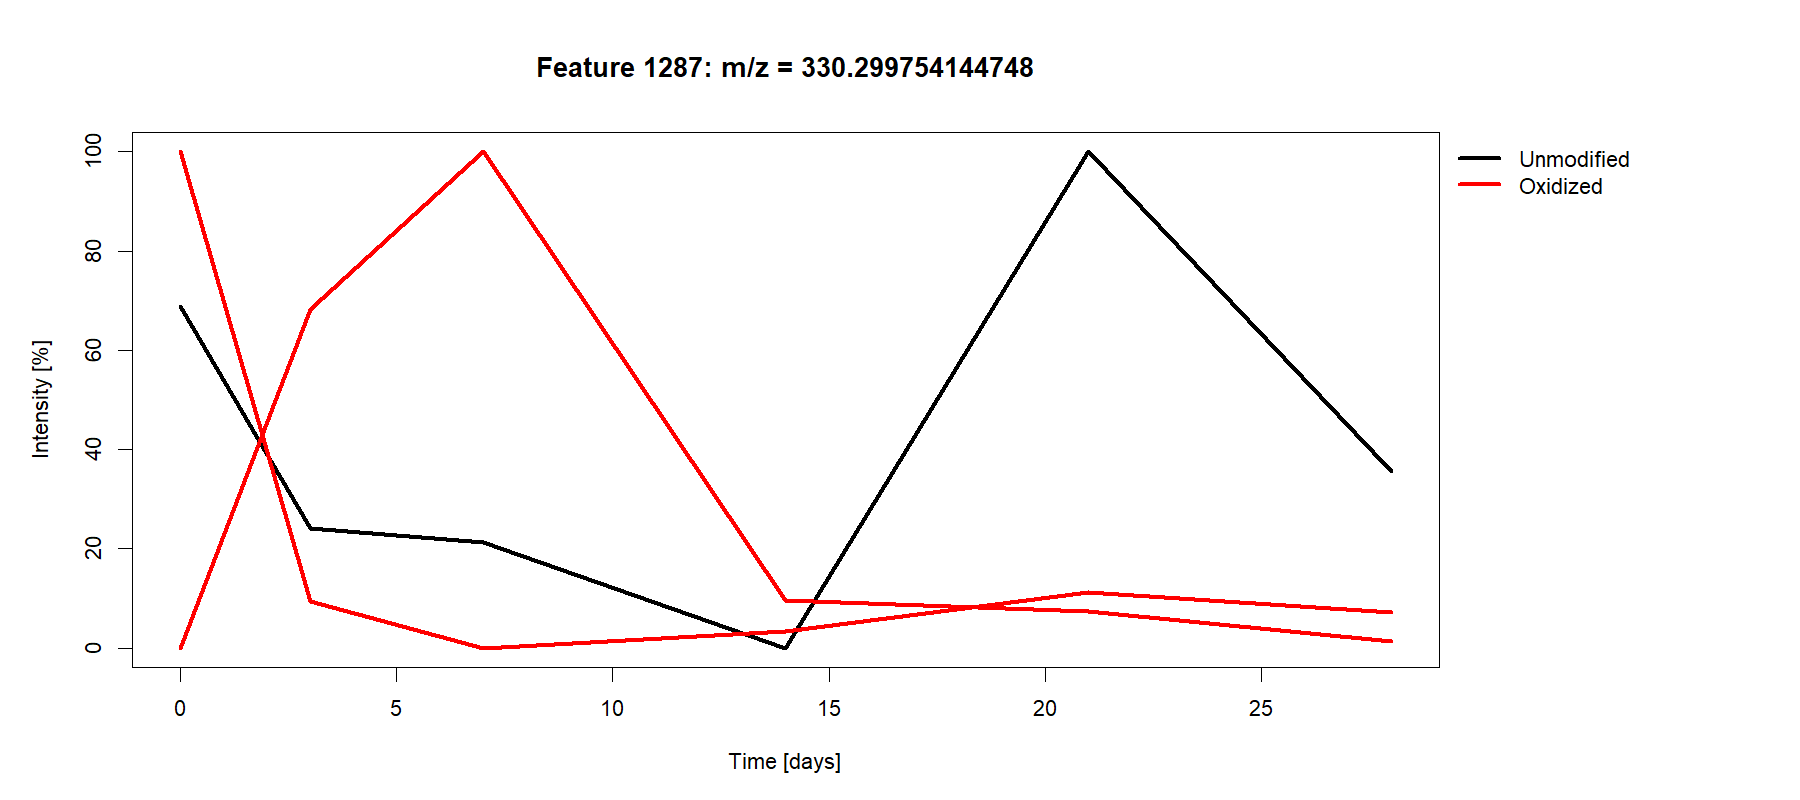 Feature 1287: m/z = 330.299754144748
Unmodified
Oxidized
Intensity [%]
100
80
60
40
20
0
0 5 10 15 20 25
Time [days]